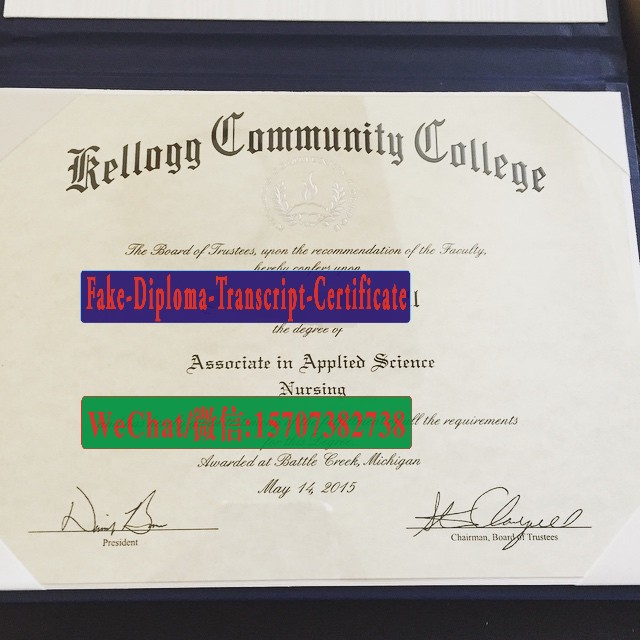 Kellogg Community College
The Board of Trustees, upon the recommendation of the Faculty,
hereby confers upon
Fake-Diploma-Transcript-Certificate l
the degree of
Associate in Applied Science
Nursing
WeChat/微信:15707382738 all the requirements
Awarded at Battle Creek, Michigan
May 14, 2015
President
Chairman, Board of Trustees